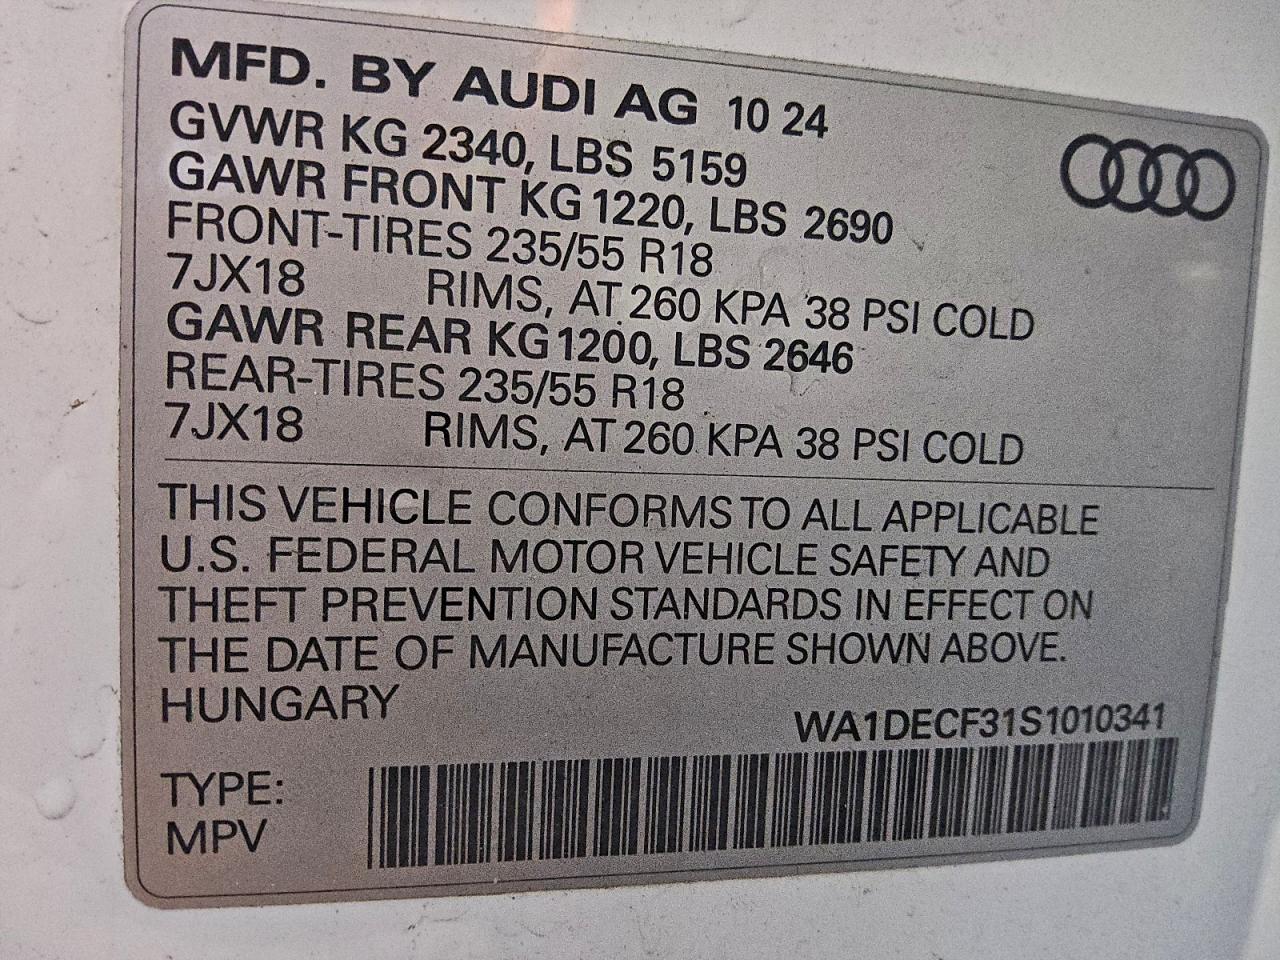 MFD. BY AUDI AG 10 24
GVWR KG 2340, LBS 5159
GAWR FRONT KG 1220, LBS 2690
FRONT-TIRES 235/55 R18
7JX18 RIMS, AT 260 KPA 38 PSI COLD
GAWR REAR KG 1200, LBS 2646
REAR-TIRES 235/55 R18
7JX18 RIMS, AT 260 KPA 38 PSI COLD
THIS VEHICLE CONFORMS TO ALL APPLICABLE
U.S. FEDERAL MOTOR VEHICLE SAFETY AND
THEFT PREVENTION STANDARDS IN EFFECT ON
THE DATE OF MANUFACTURE SHOWN ABOVE.
HUNGARY
WA1DECF31S1010341
TYPE:
MPV